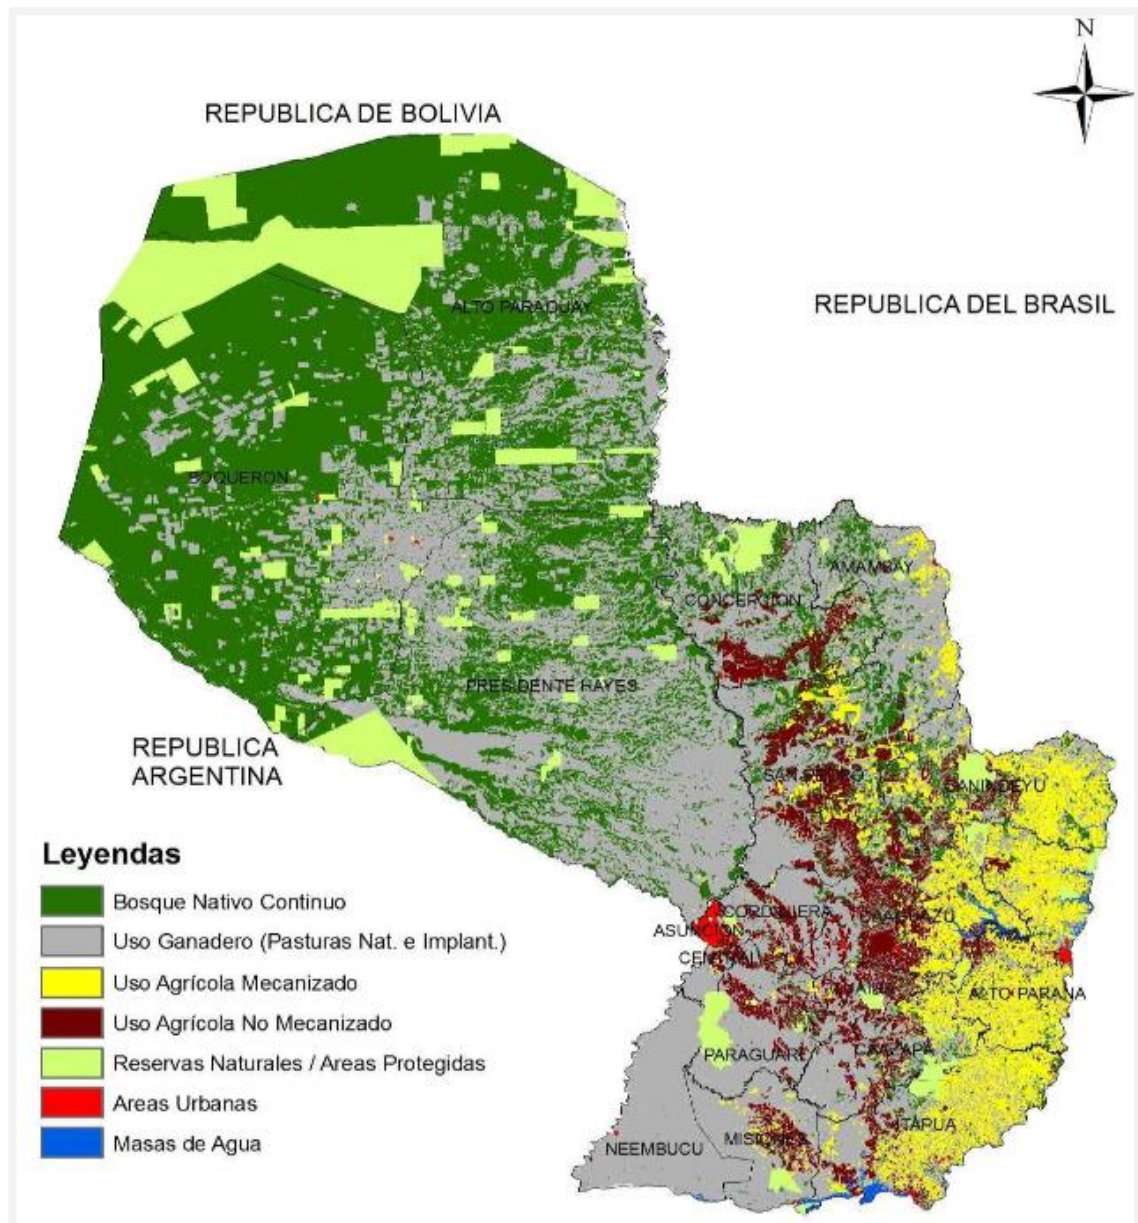 N
REPUBLICA DE BOLIVIA
REPUBLICA DEL BRASIL
ALTO PARAGUAY
BOQUERON
AMAMBAY
CONCEPCION
PRESIDENTE HAYES
REPUBLICA
ARGENTINA
SAN PEDRO
CANINDEYU
CORDILLERA
CAAGUAZU
ASUNCION
CENTRAL
GUAIRA
ALTO PARANA
PARAGUARI
CAAZAPA
ITAPUA
MISIONES
NEEMBUCU
Leyendas
Bosque Nativo Continuo
Uso Ganadero (Pasturas Nat. e Implant.)
Uso Agrícola Mecanizado
Uso Agrícola No Mecanizado
Reservas Naturales / Areas Protegidas
Areas Urbanas
Masas de Agua